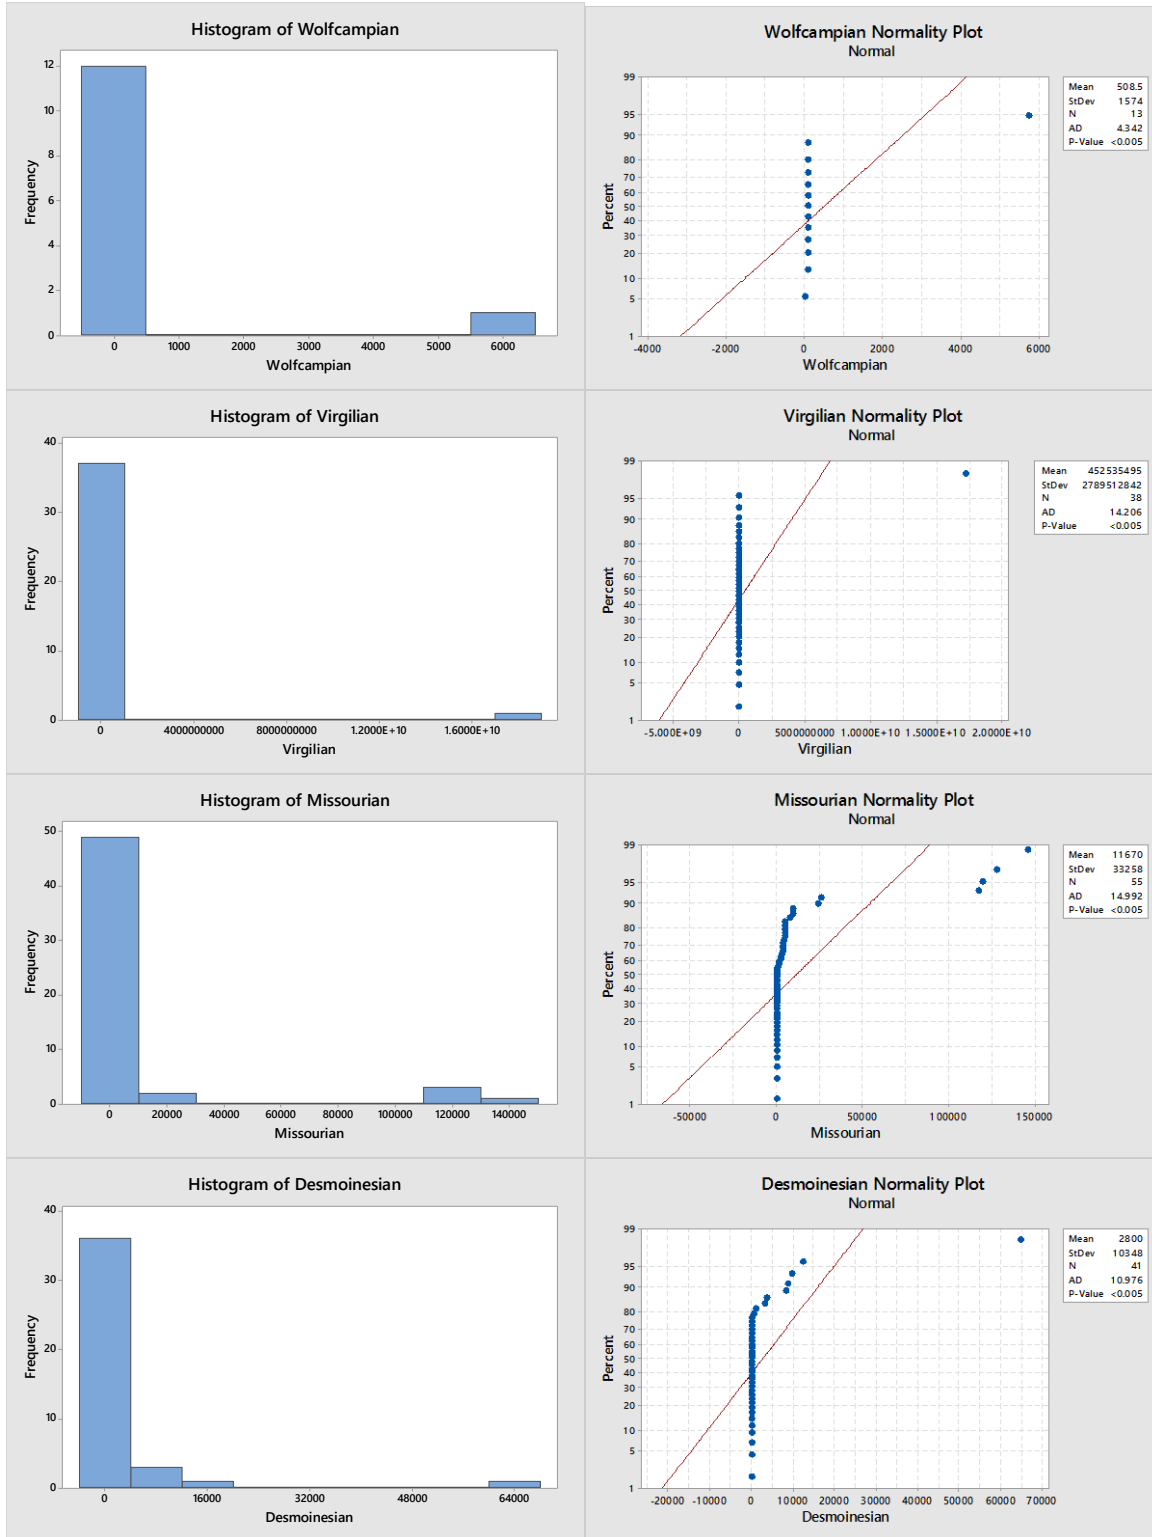 Histogram of Wolfcampian
Frequency
12
10
8
6
4
2
0
0 1000 2000 3000 4000 5000 6000
Wolfcampian
Wolfcampian Normality Plot
Normal
Percent
99
95
90
80
70
60
50
40
30
20
10
5
1
-4000 -2000 0 2000 4000 6000
Wolfcampian
Mean 508.5
StDev 1574
N 13
AD 4.342
P-Value <0.005
Histogram of Virgilian
Frequency
40
30
20
10
0
0 4000000000 8000000000 1.2000E+10 1.6000E+10
Virgilian
Virgilian Normality Plot
Normal
Percent
99
95
90
80
70
60
50
40
30
20
10
5
1
-5.000E+09 0 5000000000 1.0000E+10 1.5000E+10 2.0000E+10
Virgilian
Mean 452535495
StDev 2789512842
N 38
AD 14.206
P-Value <0.005
Histogram of Missourian
Frequency
50
40
30
20
10
0
0 20000 40000 60000 80000 100000 120000 140000
Missourian
Missourian Normality Plot
Normal
Percent
99
95
90
80
70
60
50
40
30
20
10
5
1
-50000 0 50000 100000 150000
Missourian
Mean 11670
StDev 33258
N 55
AD 14.992
P-Value <0.005
Histogram of Desmoinesian
Frequency
40
30
20
10
0
0 16000 32000 48000 64000
Desmoinesian
Desmoinesian Normality Plot
Normal
Percent
99
95
90
80
70
60
50
40
30
20
10
5
1
-20000 -10000 0 10000 20000 30000 40000 50000 60000 70000
Desmoinesian
Mean 2800
StDev 10348
N 41
AD 10.976
P-Value <0.005